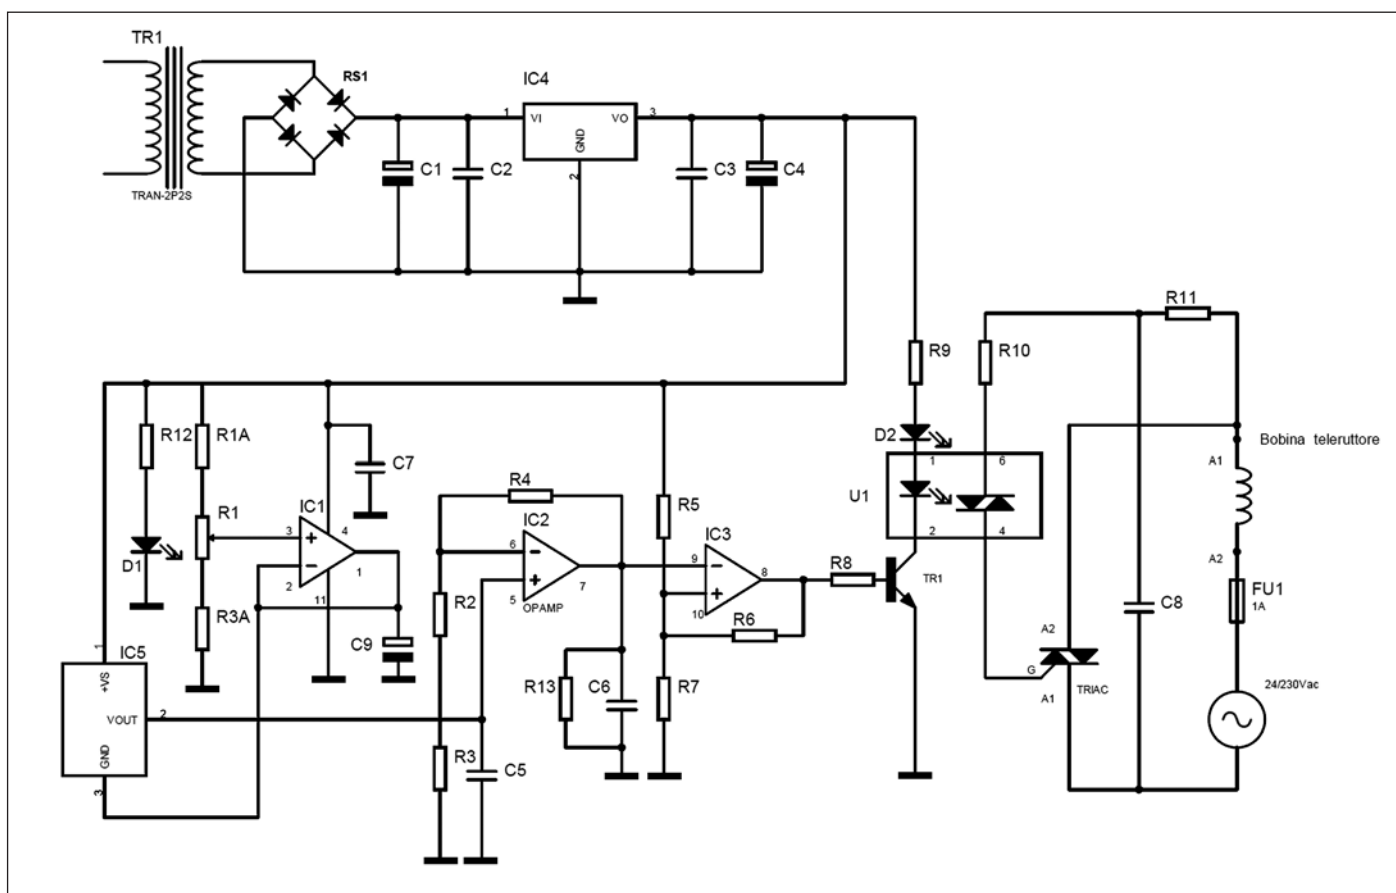 TR1
TRAN-2P2S
RS1
IC4
1
VI
VO
3
GND
2
C1
C2
C3
C4
R11
R9
R10
D2
1
6
U1
2
4
Bobina teleruttore
A1
A2
FU1
1A
24/230Vac
C8
A2
G
A1
TRIAC
R12
R1A
C7
R1
IC1
3
4
2
1
11
D1
R3A
C9
R4
IC2
6
5
7
OPAMP
R5
IC3
9
8
10
R8
TR1
R6
R2
R13
C6
R7
R3
C5
IC5
1
+VS
VOUT
2
GND
3